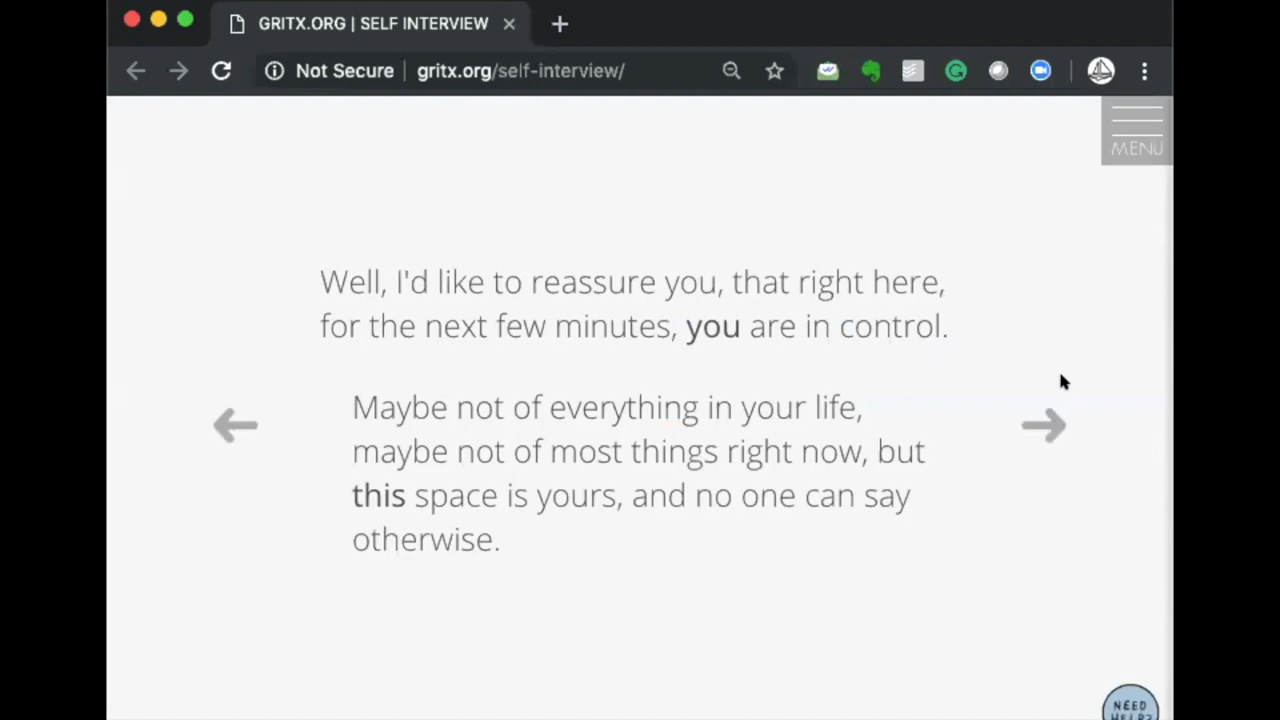 GRITX.ORG | SELF INTERVIEW
Not Secure | gritx.org/self-interview/
MENU
Well, I'd like to reassure you, that right here,
for the next few minutes, you are in control.
Maybe not of everything in your life,
maybe not of most things right now, but
this space is yours, and no one can say
otherwise.
NEED
HELP?